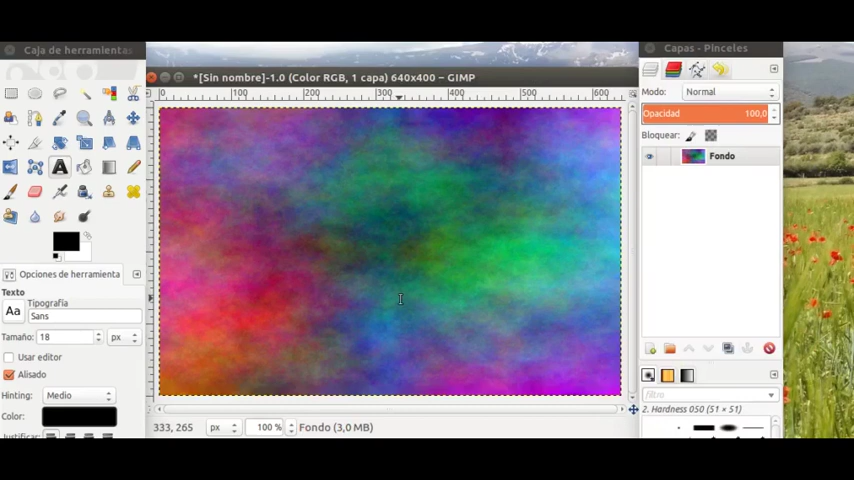 Caja de herramientas
Capas - Pinceles
*[Sin nombre]-1.0 (Color RGB, 1 capa) 640x400 – GIMP
0 100 200 300 400 500 600
Modo: Normal
Opacidad 100,0
Bloquear:
Fondo
Opciones de herramienta
Texto
Tipografía
Aa Sans
Tamaño: 18 px
Usar editor
Alisado
Hinting: Medio
Color:
Justificar:
filtro
2. Hardness 050 (51 × 51)
333, 265 px 100 % Fondo (3,0 MB)